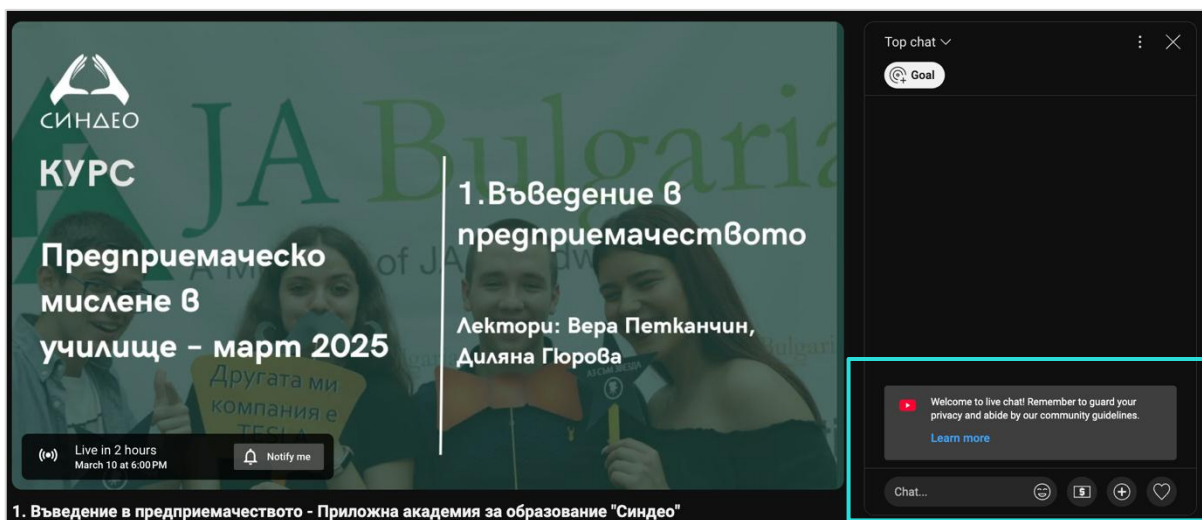 СИНДЕО
JA Bulgaria
КУРС
Предприемаческо
мислене в
училище – март 2025
1.Въведение в
предприемачеството
Лектори: Вера Петканчин,
Диляна Гюрова
Другата ми
компания е
TESLA
АЗ СЪМ ЗВЕЗДА
Live in 2 hours
March 10 at 6:00 PM
Notify me
1. Въведение в предприемачеството - Приложна академия за образование "Синдео"
Top chat
Goal
Welcome to live chat! Remember to guard your
privacy and abide by our community guidelines.
Learn more
Chat...